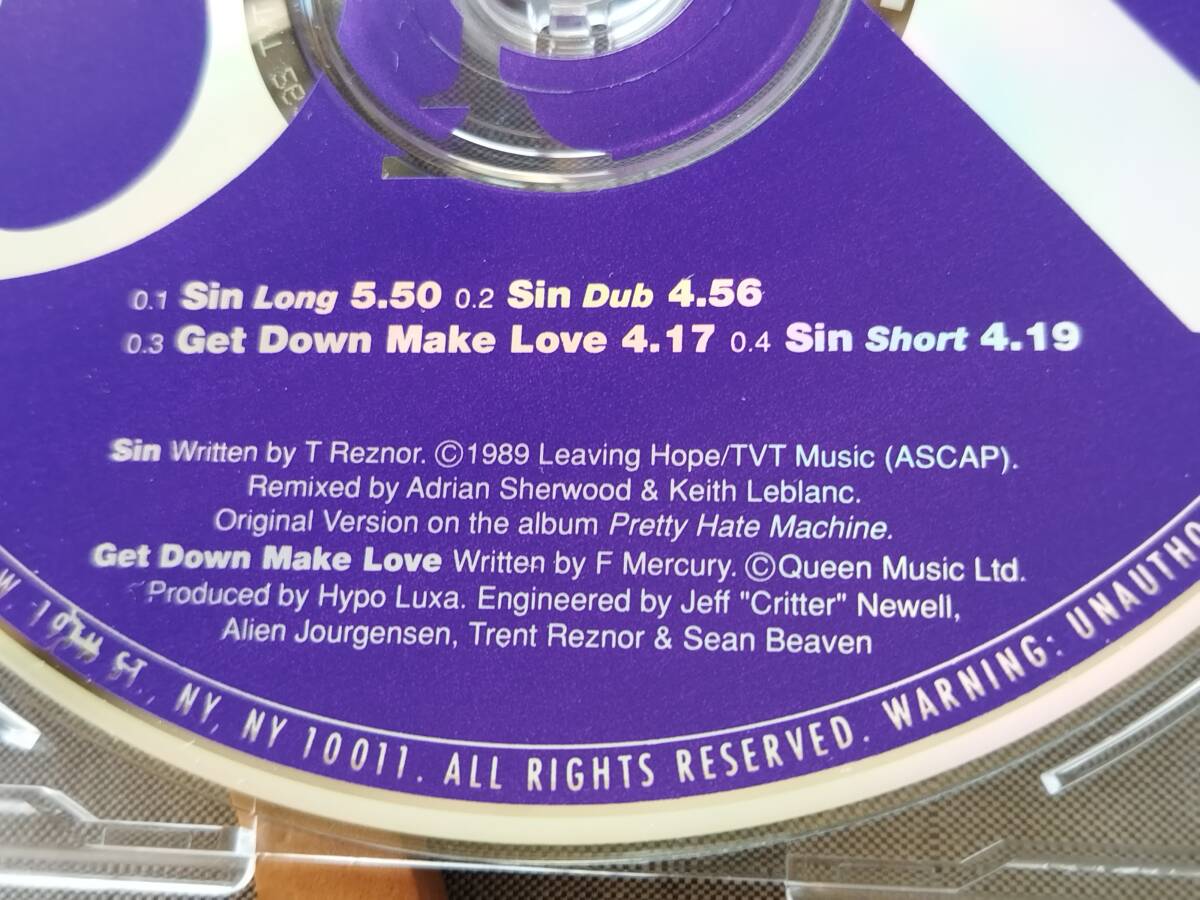 0.1 Sin Long 5.50 0.2 Sin Dub 4.56
0.3 Get Down Make Love 4.17 0.4 Sin Short 4.19
Sin Written by T Reznor. ©1989 Leaving Hope/TVT Music (ASCAP).
Remixed by Adrian Sherwood & Keith Leblanc.
Original Version on the album Pretty Hate Machine.
Get Down Make Love Written by F Mercury. ©Queen Music Ltd.
Produced by Hypo Luxa. Engineered by Jeff "Critter" Newell,
Alien Jourgensen, Trent Reznor & Sean Beaven
ST., NY, NY 10011. ALL RIGHTS RESERVED. WARNING: UNAUTHO